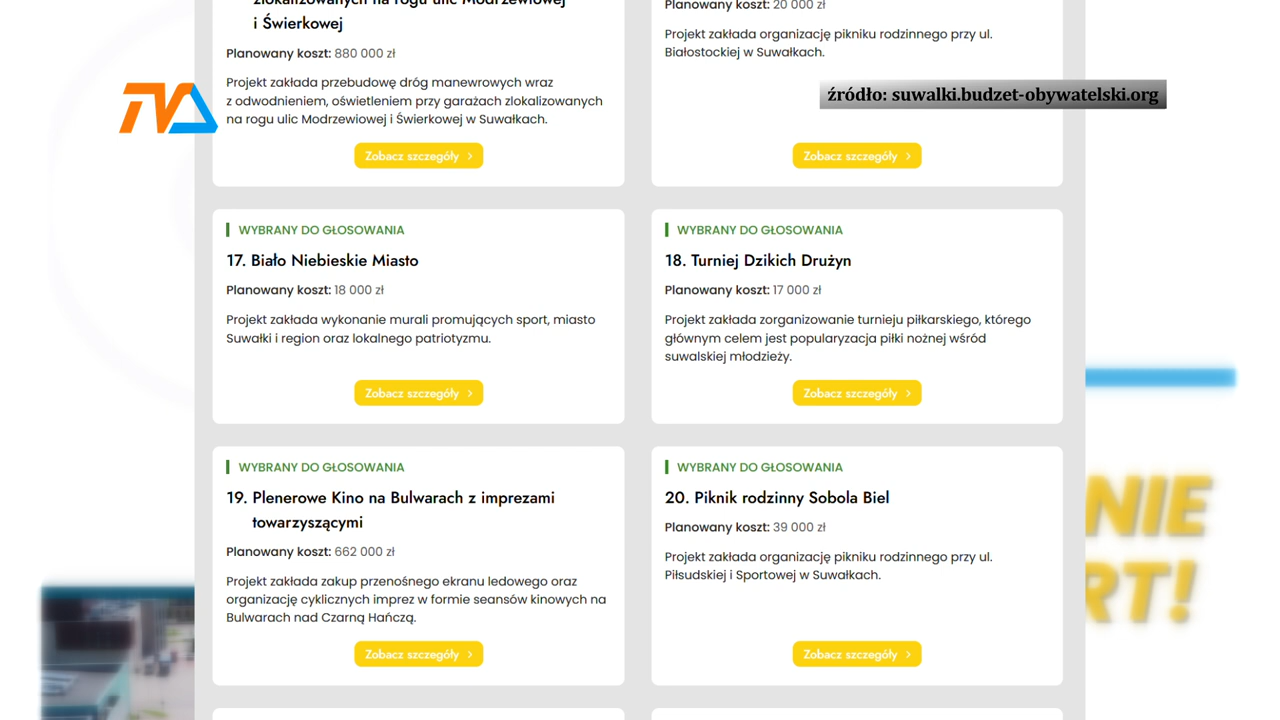 zlokalizowanych na rogu ulic Modrzewiowej
i Świerkowej
Planowany koszt: 880 000 zł
Projekt zakłada przebudowę dróg manewrowych wraz
z odwodnieniem, oświetleniem przy garażach zlokalizowanych
na rogu ulic Modrzewiowej i Świerkowej w Suwałkach.
Zobacz szczegóły
Planowany koszt: 20 000 zł
Projekt zakłada organizację pikniku rodzinnego przy ul.
Białostockiej w Suwałkach.
Zobacz szczegóły
TVA
źródło: suwalki.budzet-obywatelski.org
WYBRANY DO GŁOSOWANIA
17. Biało Niebieskie Miasto
Planowany koszt: 18 000 zł
Projekt zakłada wykonanie murali promujących sport, miasto
Suwałki i region oraz lokalnego patriotyzmu.
Zobacz szczegóły
WYBRANY DO GŁOSOWANIA
18. Turniej Dzikich Drużyn
Planowany koszt: 17 000 zł
Projekt zakłada zorganizowanie turnieju piłkarskiego, którego
głównym celem jest popularyzacja piłki nożnej wśród
suwalskiej młodzieży.
Zobacz szczegóły
WYBRANY DO GŁOSOWANIA
19. Plenerowe Kino na Bulwarach z imprezami
towarzyszącymi
Planowany koszt: 662 000 zł
Projekt zakłada zakup przenośnego ekranu ledowego oraz
organizację cyklicznych imprez w formie seansów kinowych na
Bulwarach nad Czarną Hańczą.
Zobacz szczegóły
WYBRANY DO GŁOSOWANIA
20. Piknik rodzinny Sobola Biel
Planowany koszt: 39 000 zł
Projekt zakłada organizację pikniku rodzinnego przy ul.
Piłsudskiej i Sportowej w Suwałkach.
Zobacz szczegóły
NIE
RT!